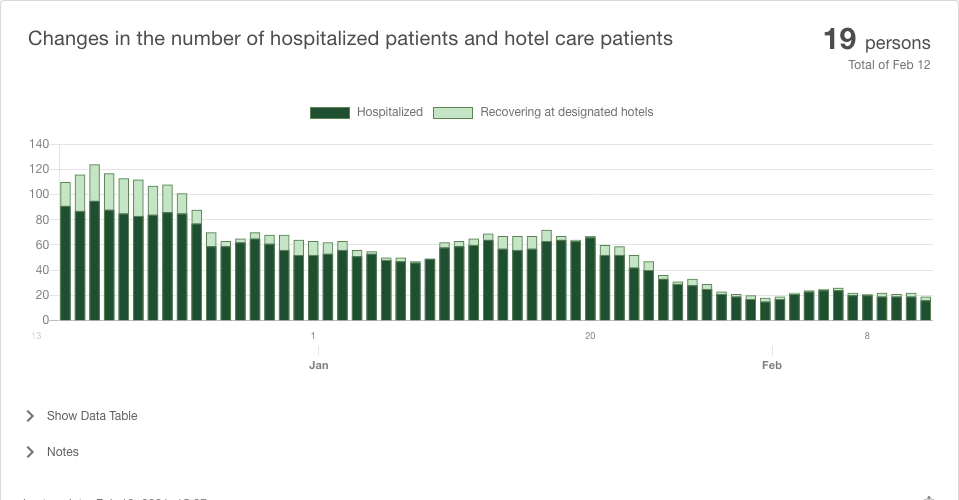 Changes in the number of hospitalized patients and hotel care patients
19 persons
Total of Feb 12
Hospitalized
Recovering at designated hotels
140
120
100
80
60
40
20
0
13 1 20 8
Jan Feb
Show Data Table
Notes